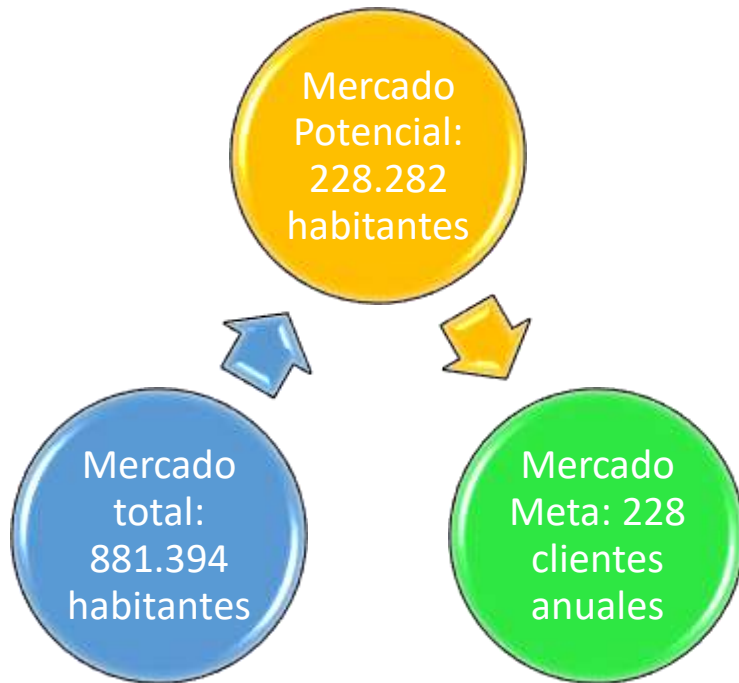 Mercado
Potencial:
228.282
habitantes
Mercado
total:
881.394
habitantes
Mercado
Meta: 228
clientes
anuales